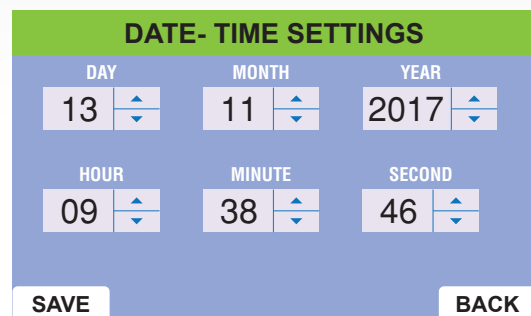 DATE- TIME SETTINGS
DAY MONTH YEAR
13 11 2017
HOUR MINUTE SECOND
09 38 46
SAVE BACK